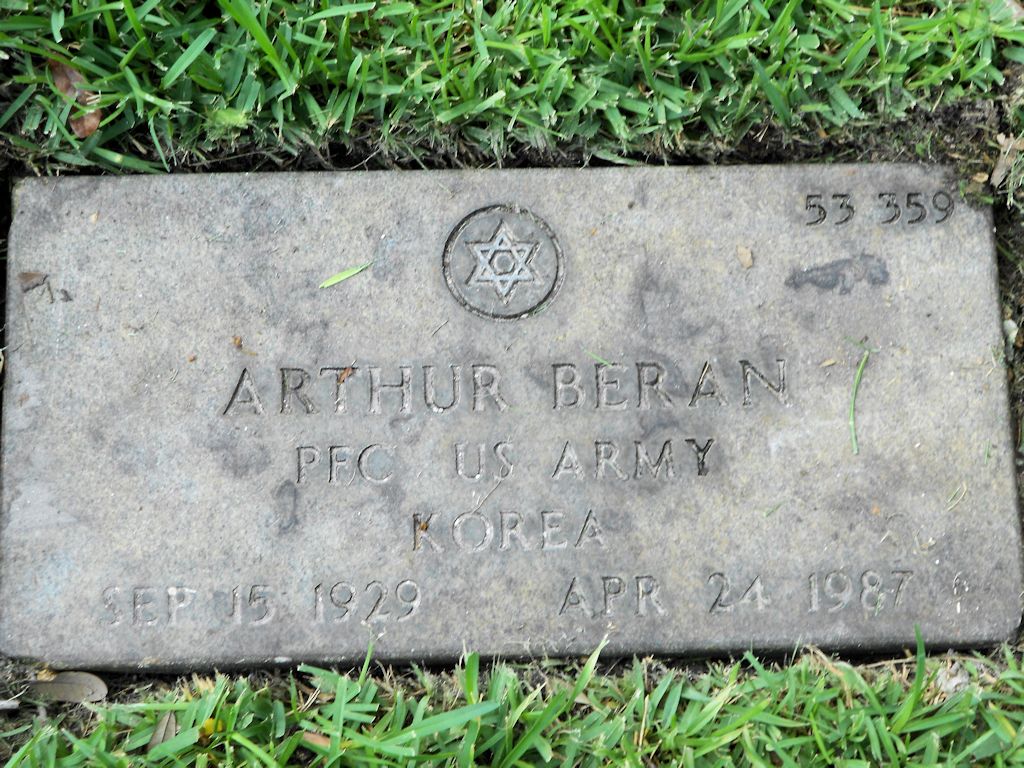 53 359
ARTHUR BERAN
PFC US ARMY
KOREA
SEP 15 1929 APR 24 1987